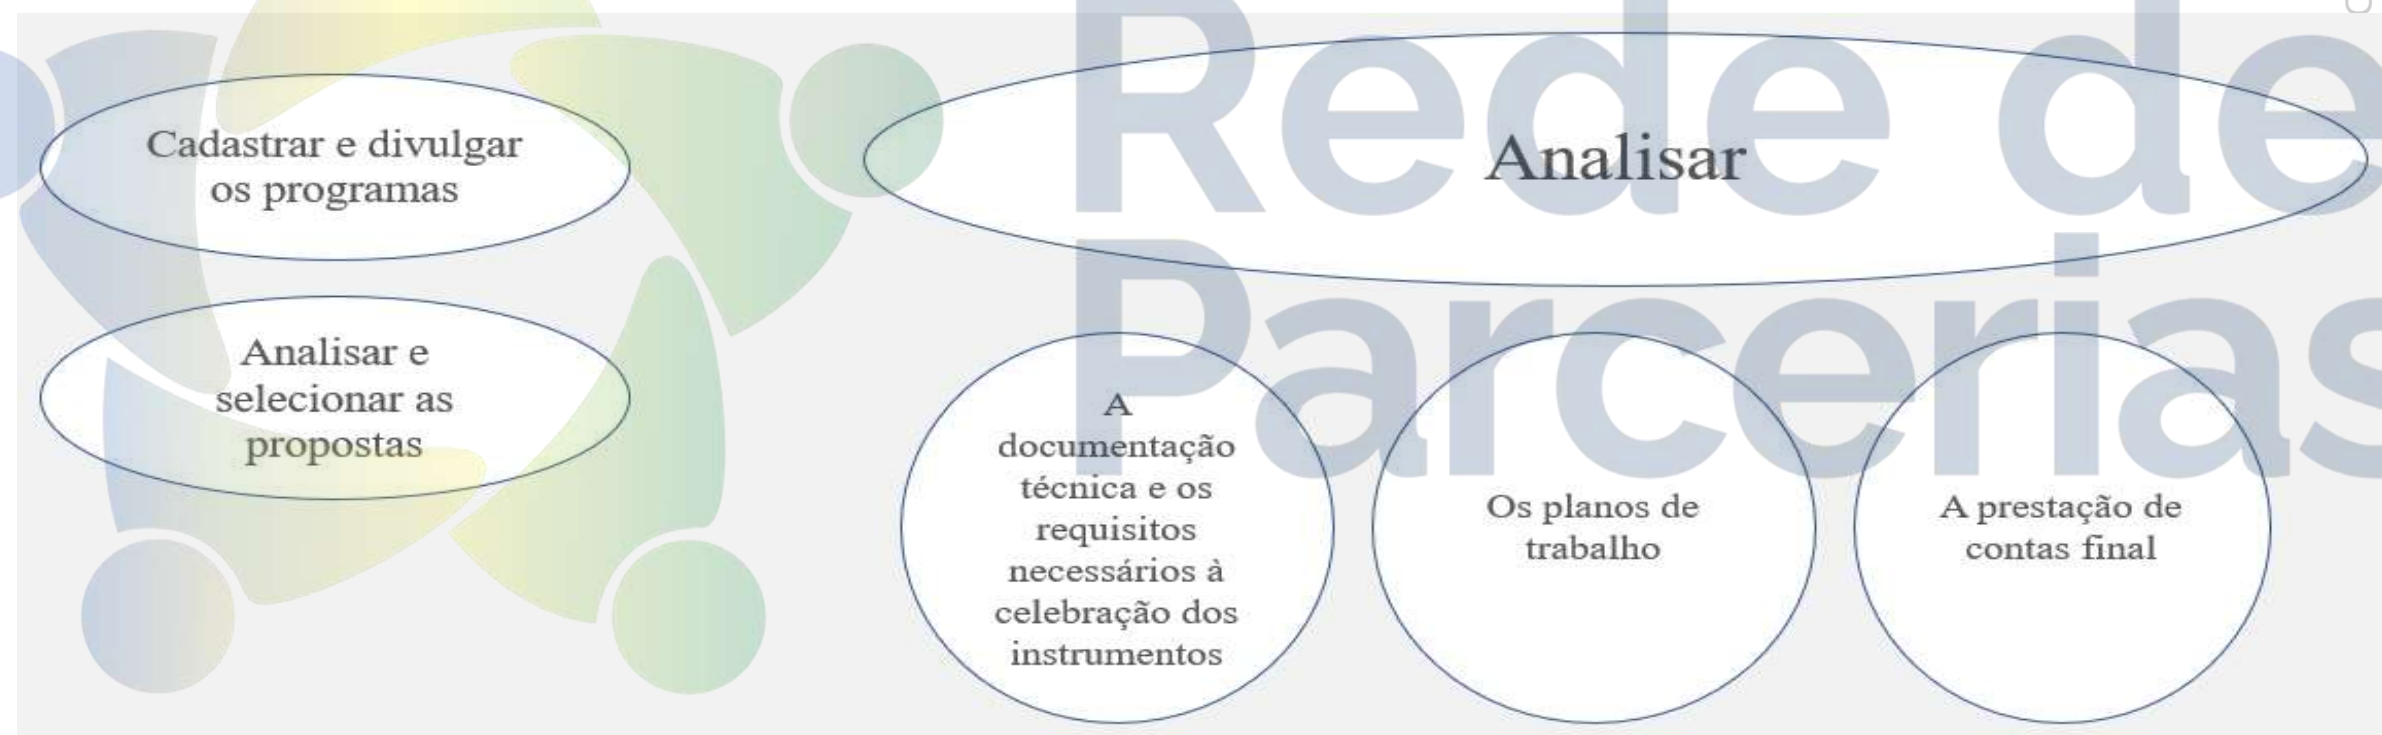 Rede de
Parcerias
Cadastrar e divulgar
os programas
Analisar e
selecionar as
propostas
Analisar
A
documentação
técnica e os
requisitos
necessários à
celebração dos
instrumentos
Os planos de
trabalho
A prestação de
contas final